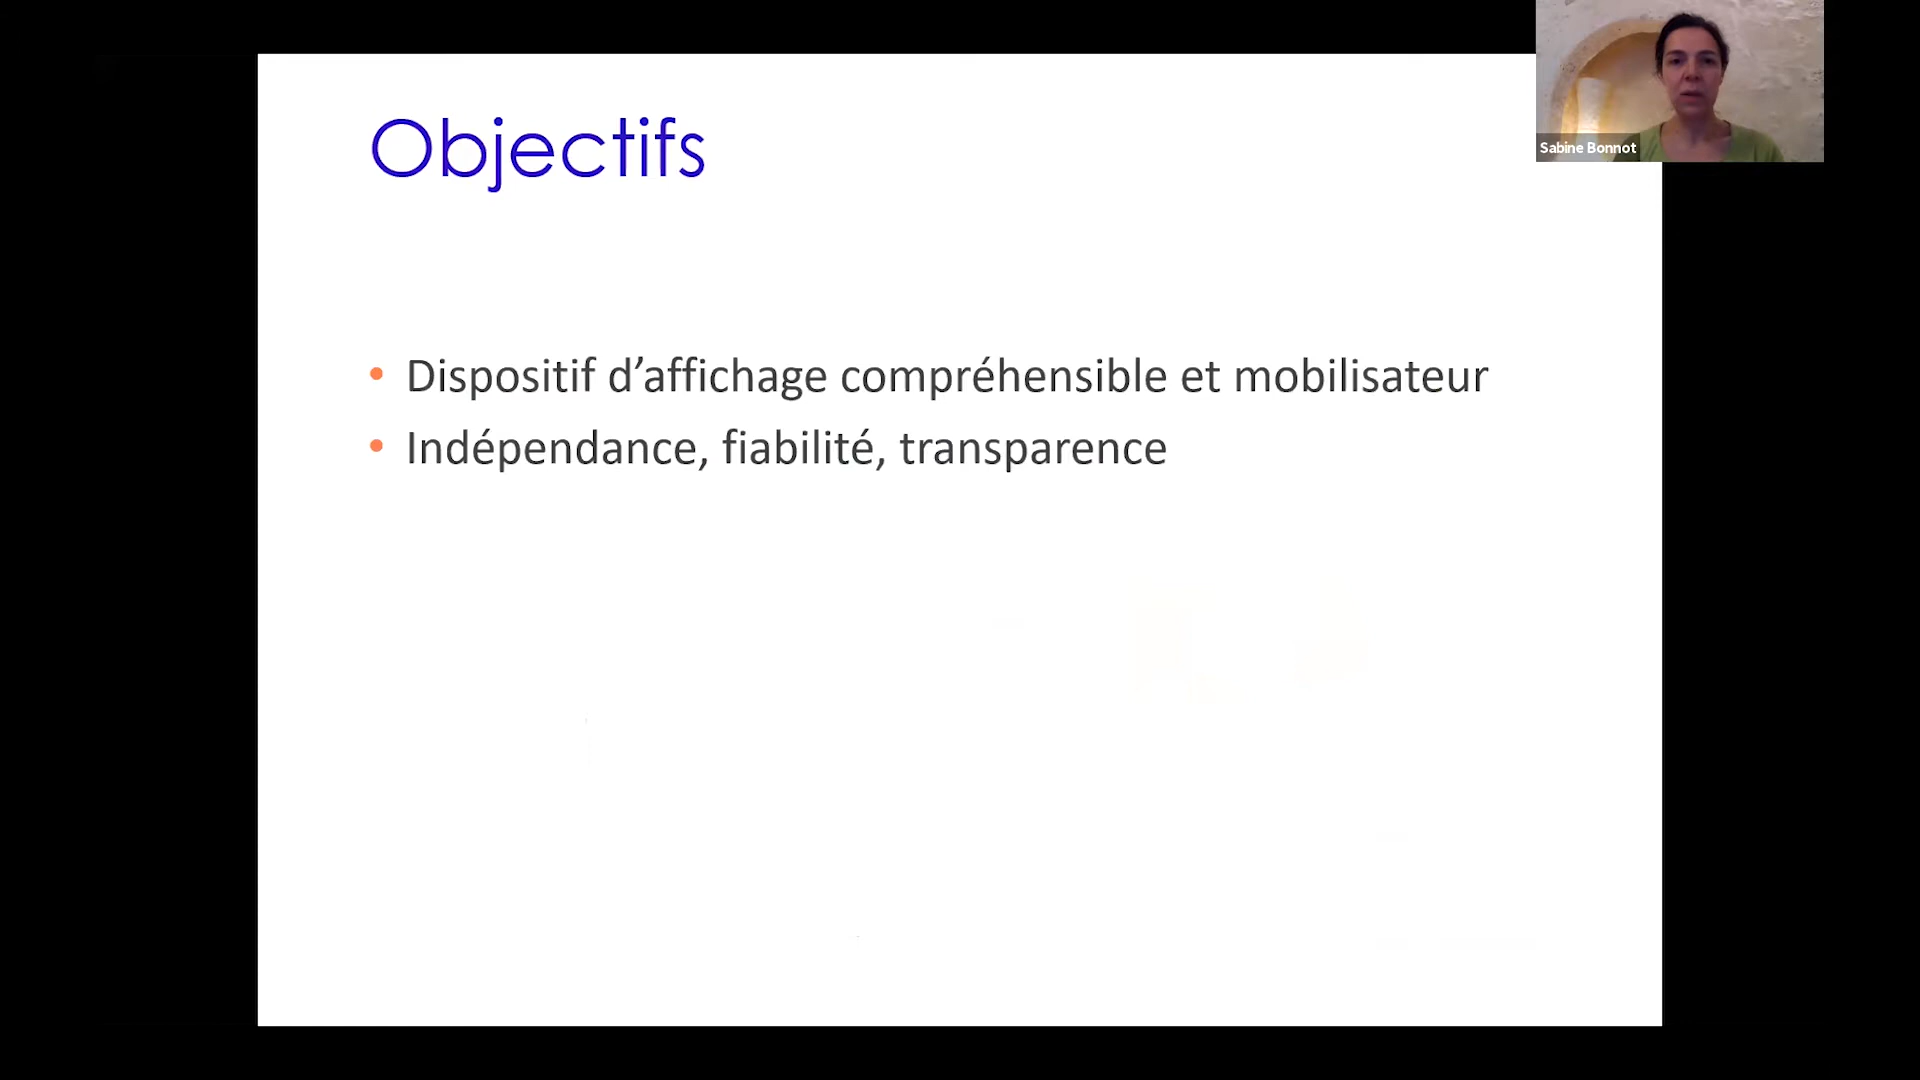 Objectifs
Sabine Bonnot
• Dispositif d’affichage compréhensible et mobilisateur
• Indépendance, fiabilité, transparence